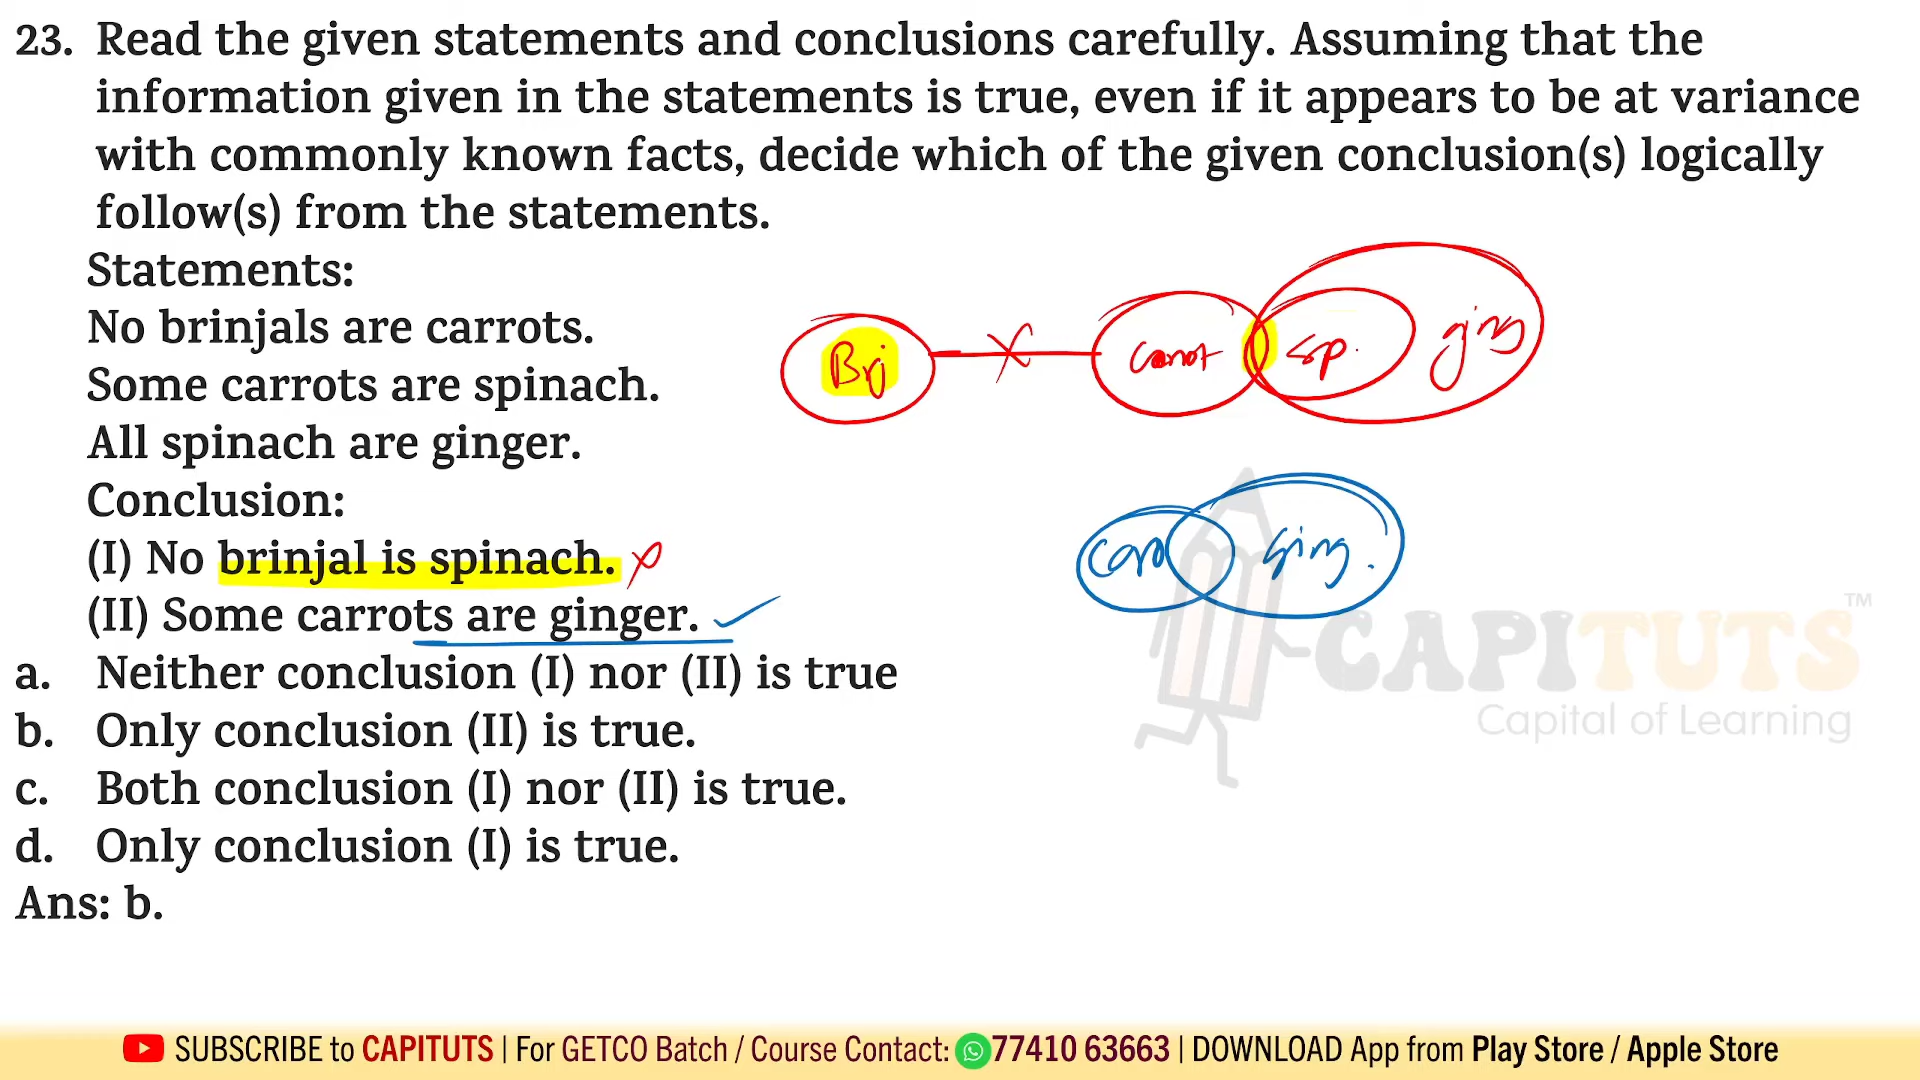 23. Read the given statements and conclusions carefully. Assuming that the
information given in the statements is true, even if it appears to be at variance
with commonly known facts, decide which of the given conclusion(s) logically
follow(s) from the statements.
Statements:
No brinjals are carrots.
Some carrots are spinach.
All spinach are ginger.
Conclusion:
(I) No brinjal is spinach.
(II) Some carrots are ginger.
a. Neither conclusion (I) nor (II) is true
b. Only conclusion (II) is true.
c. Both conclusion (I) nor (II) is true.
d. Only conclusion (I) is true.
Ans: b.
Brj carrot sp. ging
caro ging.
CAPITUTS™
Capital of Learning
SUBSCRIBE to CAPITUTS | For GETCO Batch / Course Contact: 77410 63663 | DOWNLOAD App from Play Store / Apple Store